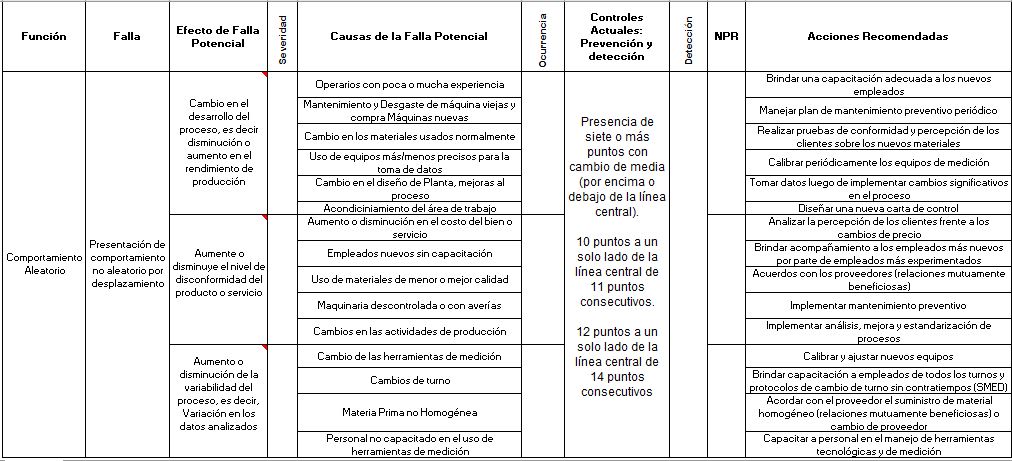 Función
Falla
Efecto de Falla
Potencial
Severidad
Causas de la Falla Potencial
Ocurrencia
Controles
Actuales:
Prevención y
detección
Detección
NPR
Acciones Recomendadas
Comportamiento
Aleatorio
Presentación de
comportamiento
no aleatorio por
desplazamiento
Cambio en el
desarrollo del
proceso, es decir
disminución o
aumento en el
rendimiento de
producción
Operarios con poca o mucha experiencia
Mantenimiento y Desgaste de máquina viejas y
compra Máquinas nuevas
Cambio en los materiales usados normalmente
Uso de equipos más/menos precisos para la
toma de datos
Cambio en el diseño de Planta, mejoras al
proceso
Acondiciniamiento del área de trabajo
Presencia de
siete o más
puntos con
cambio de media
(por encima o
debajo de la línea
central).
10 puntos a un
solo lado de la
línea central de
11 puntos
consecutivos.
12 puntos a un
solo lado de la
línea central de
14 puntos
consecutivos
Brindar una capacitación adecuada a los nuevos
empleados
Manejar plan de mantenimiento preventivo periódico
Realizar pruebas de conformidad y percepción de los
clientes sobre los nuevos materiales
Calibrar periódicamente los equipos de medición
Tomar datos luego de implementar cambios significativos
en el proceso
Diseñar una nueva carta de control
Aumento o
disminuye el nivel de
disconformidad del
producto o servicio
Aumento o disminución en el costo del bien o
servicio
Empleados nuevos sin capacitación
Uso de materiales de menor o mejor calidad
Maquinaria descontrolada o con averías
Cambios en las actividades de producción
Analizar la percepción de los clientes frente a los
cambios de precio
Brindar acompañamiento a los empleados más nuevos
por parte de empleados más experimentados
Acuerdos con los proveedores (relaciones mutuamente
beneficiosas)
Implementar mantenimiento preventivo
Implementar análisis, mejora y estandarización de
procesos
Aumento o
disminución de la
variabilidad del
proceso, es decir,
Variación en los
datos analizados
Cambio de las herramientas de medición
Cambios de turno
Materia Prima no Homogénea
Personal no capacitado en el uso de
herramientas de medición
Calibrar y ajustar nuevos equipos
Brindar capacitación a empleados de todos los turnos y
protocolos de cambio de turno sin contratiempos (SMED)
Acordar con el proveedor el suministro de material
homogéneo (relaciones mutuamente beneficiosas) o
cambio de proveedor
Capacitar a personal en el manejo de herramientas
tecnológicas y de medición